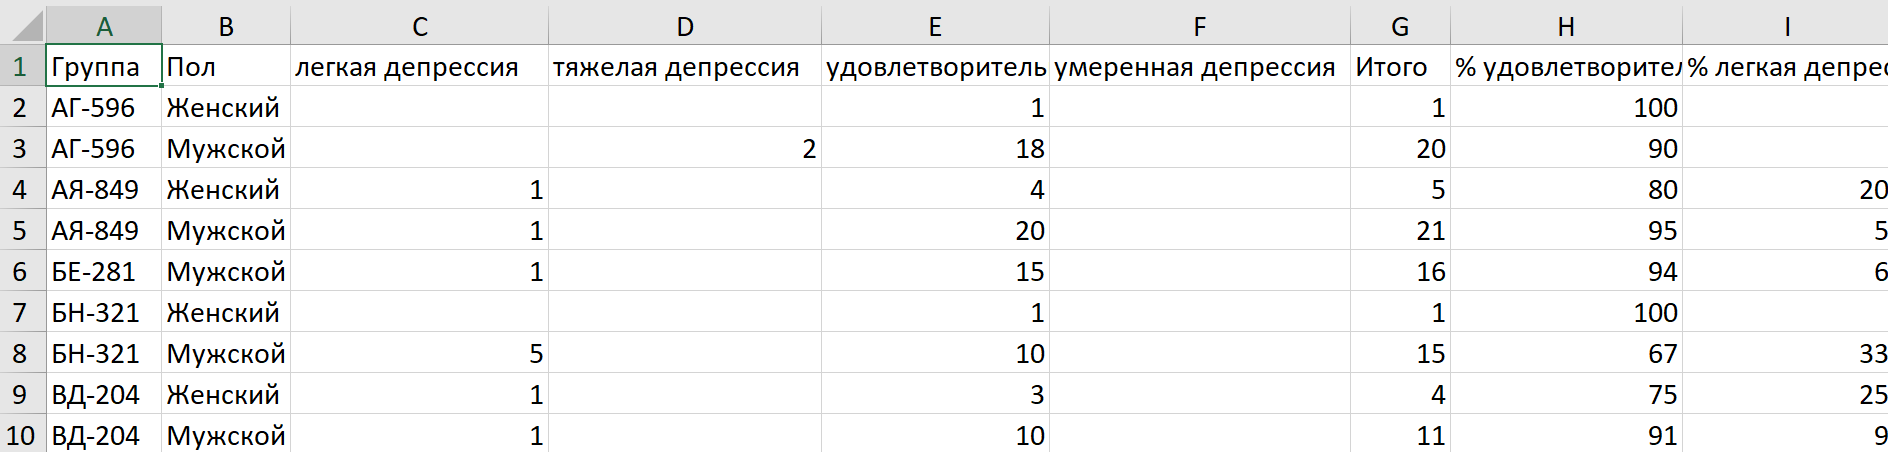 A B C D E F G H I
1 Группа Пол легкая депрессия тяжелая депрессия удовлетворитель умеренная депрессия Итого % удовлетворител % легкая депрес
2 АГ-596 Женский 1 1 100
3 АГ-596 Мужской 2 18 20 90
4 АЯ-849 Женский 1 4 5 80 20
5 АЯ-849 Мужской 1 20 21 95 5
6 БЕ-281 Мужской 1 15 16 94 6
7 БН-321 Женский 1 1 100
8 БН-321 Мужской 5 10 15 67 33
9 ВД-204 Женский 1 3 4 75 25
10 ВД-204 Мужской 1 10 11 91 9